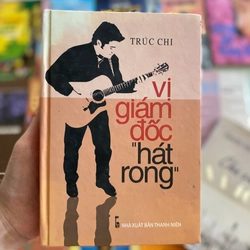 TRÚC CHI
vị
giám
đốc
"hát
rong"
NHÀ XUẤT BẢN THANH NIÊN